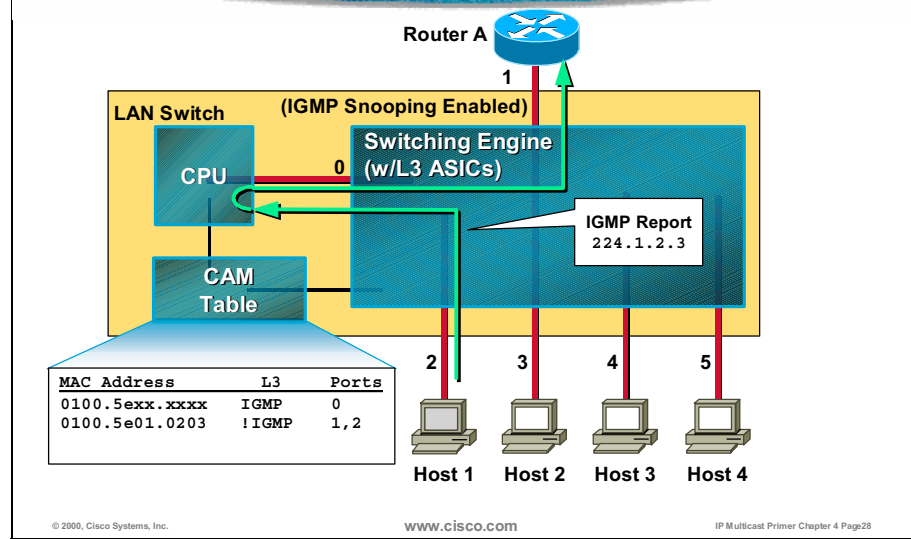 Router A
1
LAN Switch
(IGMP Snooping Enabled)
Switching Engine
(w/L3 ASICs)
CPU
0
IGMP Report
224.1.2.3
CAM
Table
2
3
4
5
MAC Address L3 Ports
0100.5exx.xxxx IGMP 0
0100.5e01.0203 !IGMP 1,2
Host 1
Host 2
Host 3
Host 4
© 2000, Cisco Systems, Inc.
www.cisco.com
IP Multicast Primer Chapter 4 Page28